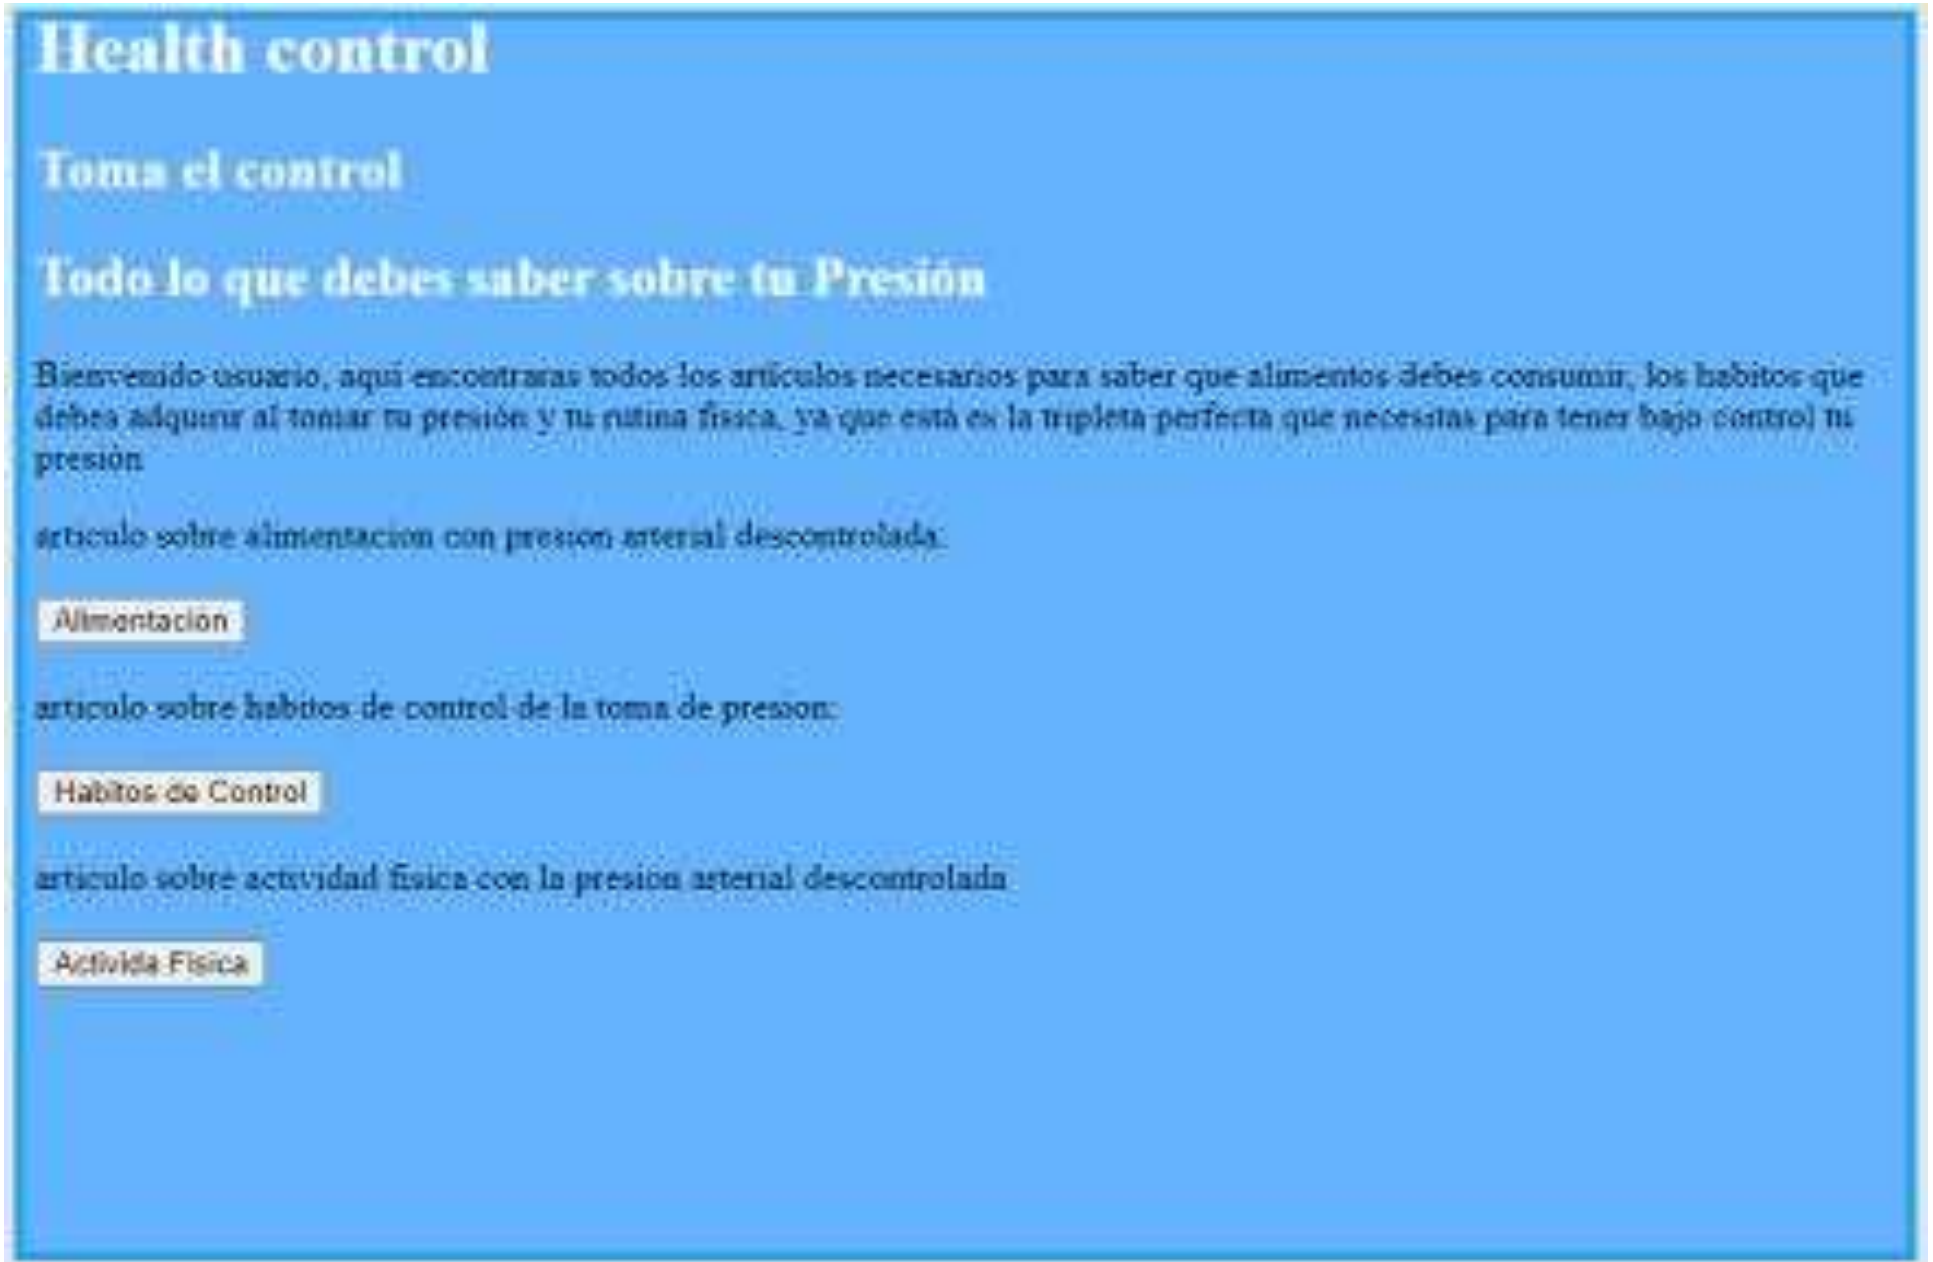 Health control
Toma el control
Todo lo que debes saber sobre tu Presión
Bienvenido usuario, aqui encontraras todos los articulos necesarios para saber que alimentos debes consumir, los habitos que
debes adquirir al tomar tu presión y tu rutina fisica, ya que está es la tripleta perfecta que necesitas para tener bajo control tu
presión
articulo sobre alimentacion con presion arterial descontrolada:
Alimentación
articulo sobre habitos de control de la toma de presion:
Habitos de Control
articulo sobre actividad fisica con la presion arterial descontrolada
Activida Fisica